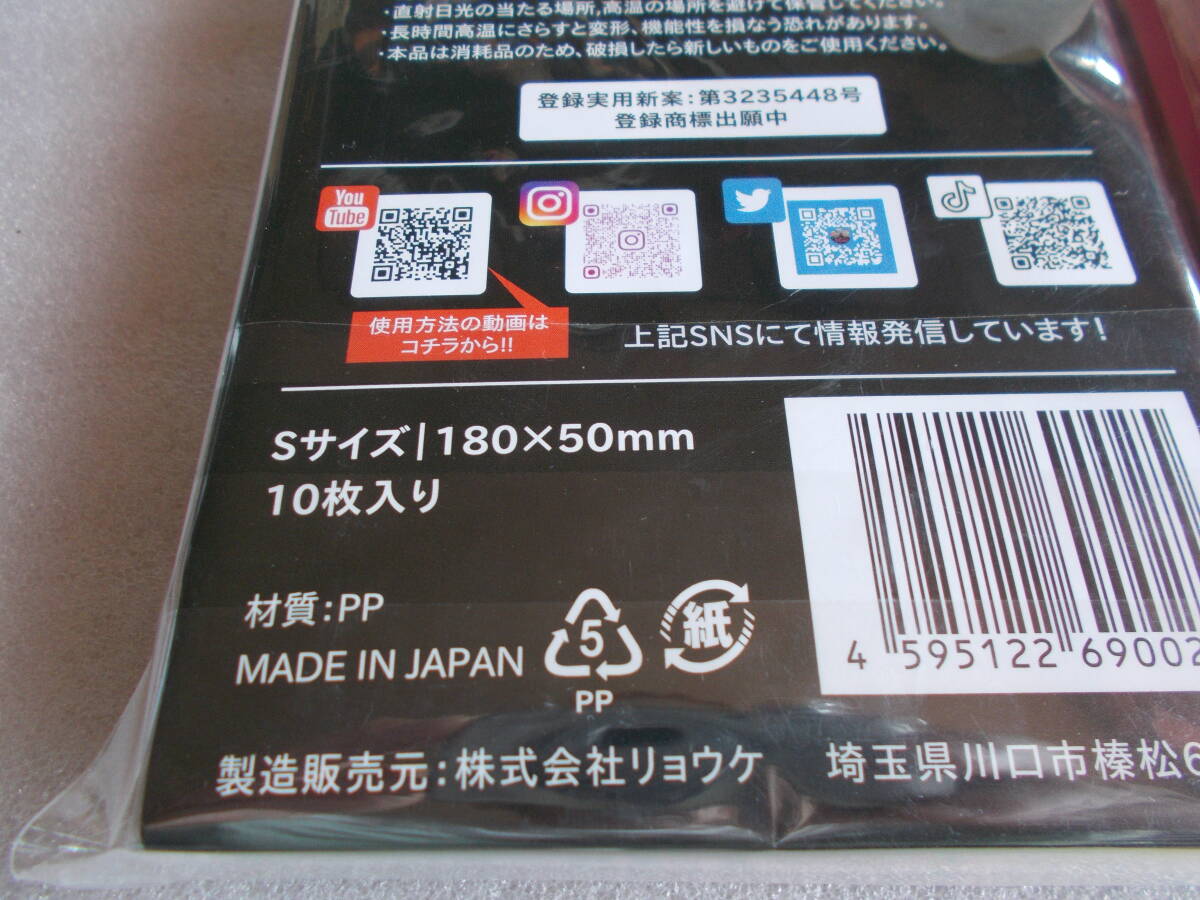 ・直射日光の当たる場所,高温の場所を避けて保管してください。
・長時間高温にさらすと変形、機能性を損なう恐れがあります。
・本品は消耗品のため、破損したら新しいものをご使用ください。
登録実用新案:第3235448号
登録商標出願中
You
Tube
使用方法の動画は
コチラから!!
上記SNSにて情報発信しています!
Sサイズ|180×50mm
10枚入り
材質:PP
MADE IN JAPAN
5
PP
紙
4 595122 69002
製造販売元:株式会社リョウケ 埼玉県川口市榛松6